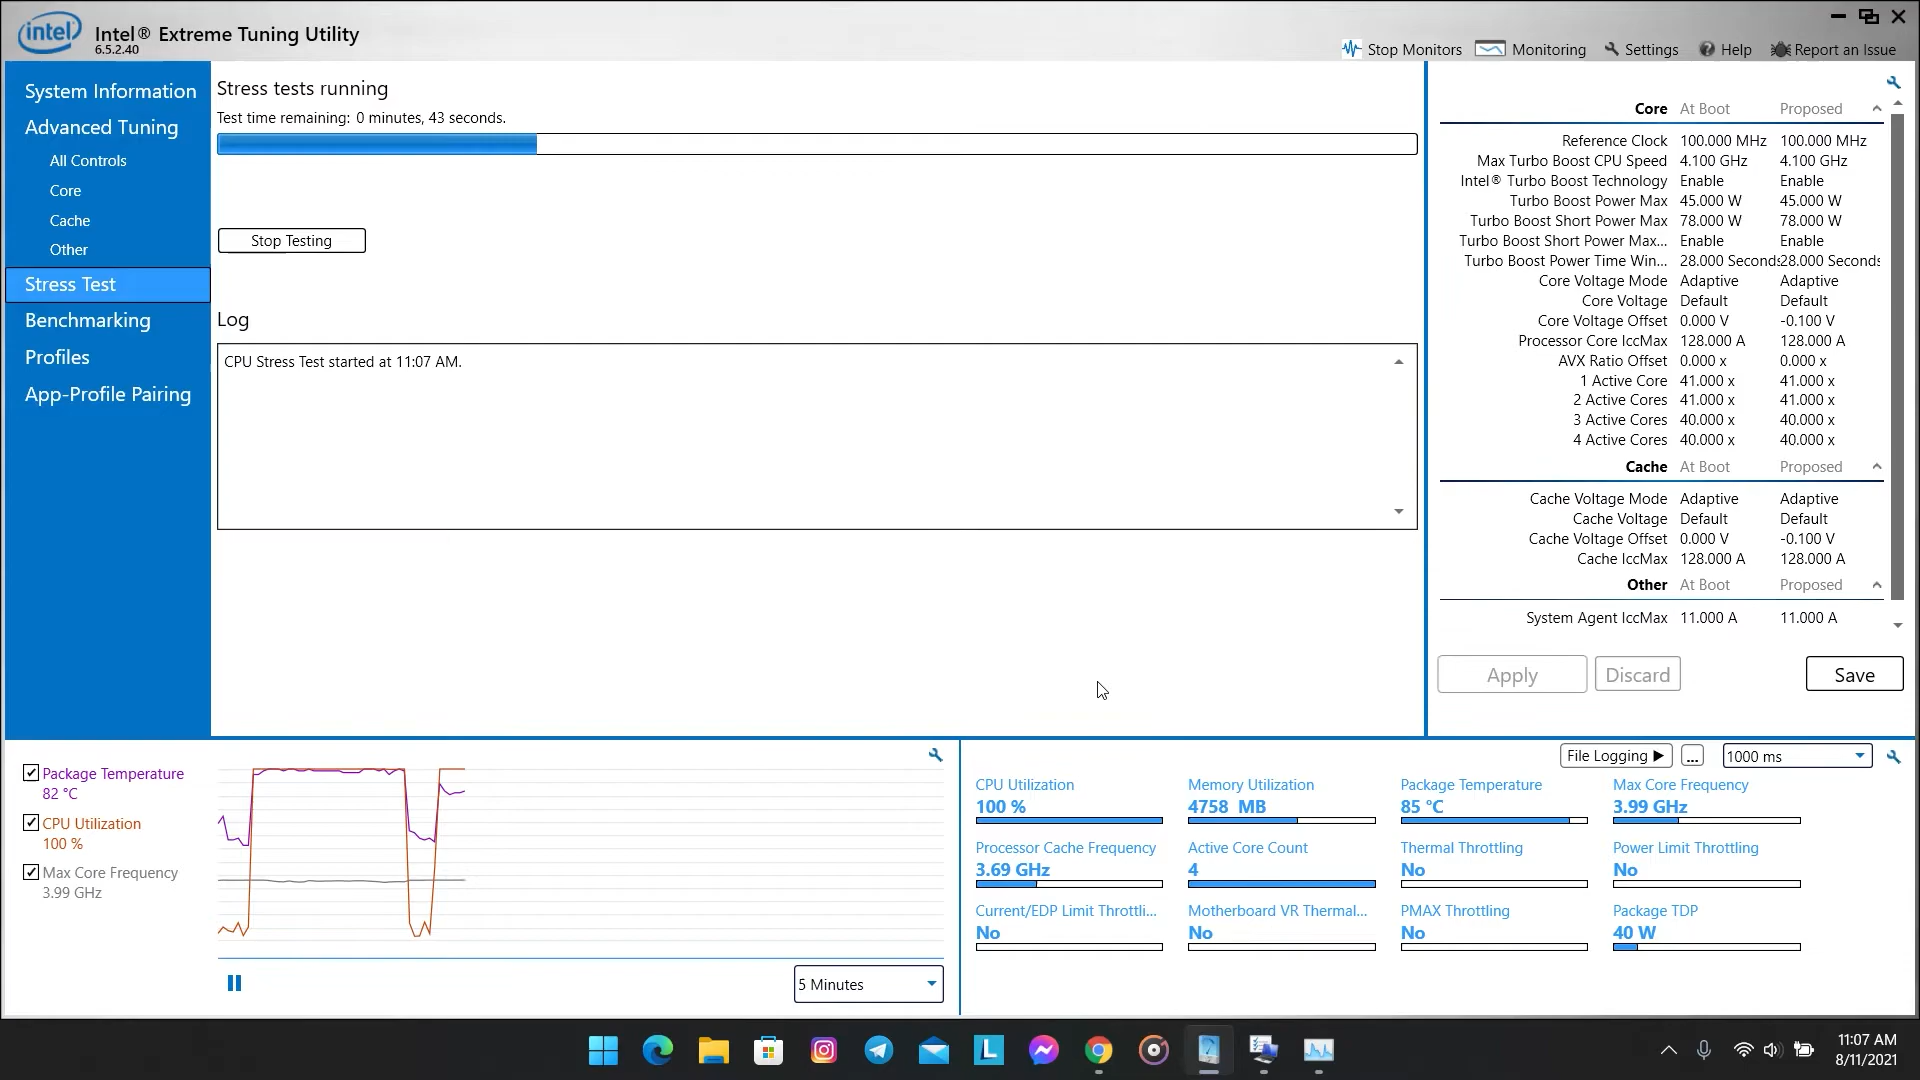 intel
Intel® Extreme Tuning Utility
6.5.2.40
Stop Monitors
Monitoring
Settings
Help
Report an Issue
System Information
Advanced Tuning
All Controls
Core
Cache
Other
Stress Test
Benchmarking
Profiles
App-Profile Pairing
Stress tests running
Test time remaining: 0 minutes, 43 seconds.
Stop Testing
Log
CPU Stress Test started at 11:07 AM.
Core At Boot Proposed
Reference Clock 100.000 MHz 100.000 MHz
Max Turbo Boost CPU Speed 4.100 GHz 4.100 GHz
Intel® Turbo Boost Technology Enable Enable
Turbo Boost Power Max 45.000 W 45.000 W
Turbo Boost Short Power Max 78.000 W 78.000 W
Turbo Boost Short Power Max... Enable Enable
Turbo Boost Power Time Win... 28.000 Seconds 28.000 Seconds
Core Voltage Mode Adaptive Adaptive
Core Voltage Default Default
Core Voltage Offset 0.000 V -0.100 V
Processor Core IccMax 128.000 A 128.000 A
AVX Ratio Offset 0.000 x 0.000 x
1 Active Core 41.000 x 41.000 x
2 Active Cores 41.000 x 41.000 x
3 Active Cores 40.000 x 40.000 x
4 Active Cores 40.000 x 40.000 x
Cache At Boot Proposed
Cache Voltage Mode Adaptive Adaptive
Cache Voltage Default Default
Cache Voltage Offset 0.000 V -0.100 V
Cache IccMax 128.000 A 128.000 A
Other At Boot Proposed
System Agent IccMax 11.000 A 11.000 A
Apply
Discard
Save
Package Temperature
82 °C
CPU Utilization
100 %
Max Core Frequency
3.99 GHz
5 Minutes
File Logging
...
1000 ms
CPU Utilization
100 %
Memory Utilization
4758 MB
Package Temperature
85 °C
Max Core Frequency
3.99 GHz
Processor Cache Frequency
3.69 GHz
Active Core Count
4
Thermal Throttling
No
Power Limit Throttling
No
Current/EDP Limit Throttli...
No
Motherboard VR Thermal...
No
PMAX Throttling
No
Package TDP
40 W
L
11:07 AM
8/11/2021